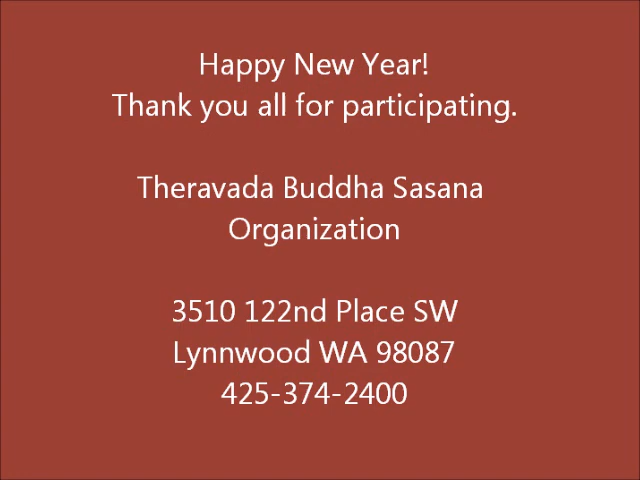 Happy New Year!
Thank you all for participating.
Theravada Buddha Sasana
Organization
3510 122nd Place SW
Lynnwood WA 98087
425-374-2400